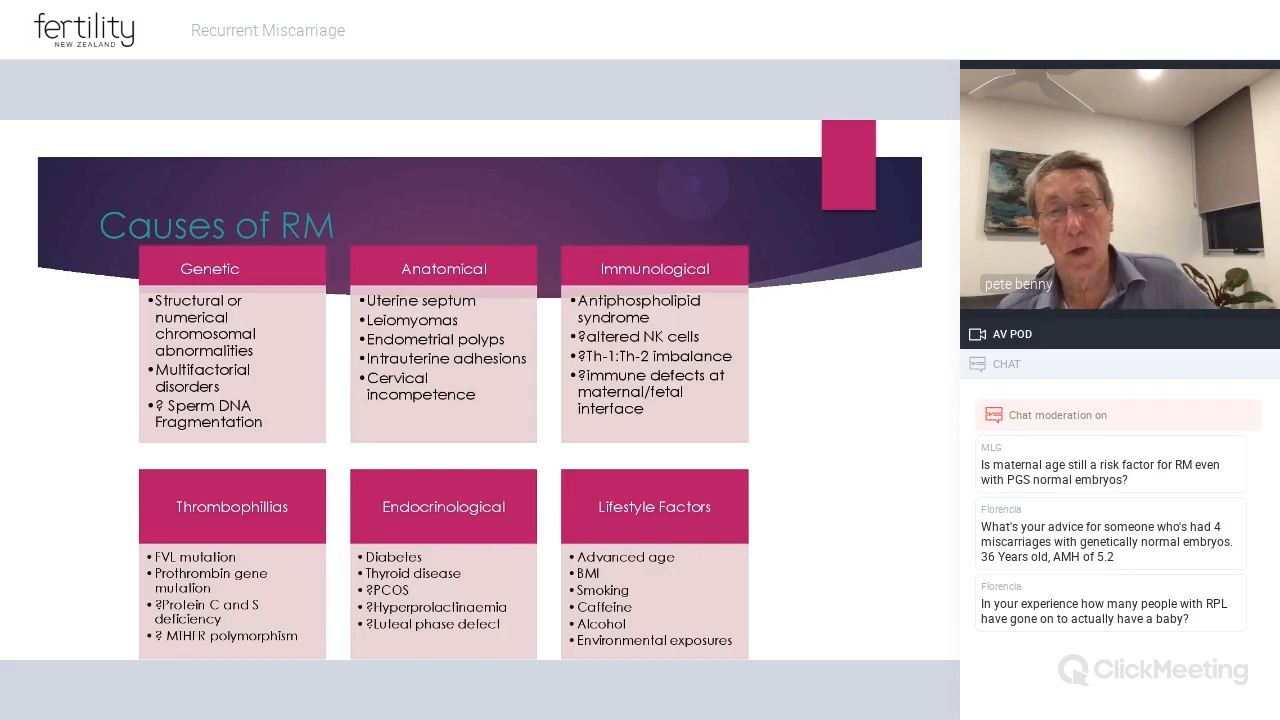 fertility
NEW ZEALAND
Recurrent Miscarriage
Causes of RM
Genetic
•Structural or
numerical
chromosomal
abnormalities
•Multifactorial
disorders
•? Sperm DNA
Fragmentation
Anatomical
•Uterine septum
•Leiomyomas
•Endometrial polyps
•Intrauterine adhesions
•Cervical
incompetence
Immunological
•Antiphospholipid
syndrome
•?altered NK cells
•?Th-1:Th-2 imbalance
•?immune defects at
maternal/fetal
interface
Thrombophillias
• FVL mutation
• Prothrombin gene
mutation
• ?Protein C and S
deficiency
• ? MTHFR polymorphism
Endocrinological
• Diabetes
• Thyroid disease
• ?PCOS
• ?Hyperprolactinaemia
• ?Luteal phase defect
Lifestyle Factors
• Advanced age
• BMI
• Smoking
• Caffeine
• Alcohol
• Environmental exposures
pete benny
AV POD
CHAT
Chat moderation on
MLG
Is maternal age still a risk factor for RM even
with PGS normal embryos?
Florencia
What's your advice for someone who's had 4
miscarriages with genetically normal embryos.
36 Years old, AMH of 5.2
Florencia
In your experience how many people with RPL
have gone on to actually have a baby?
ClickMeeting